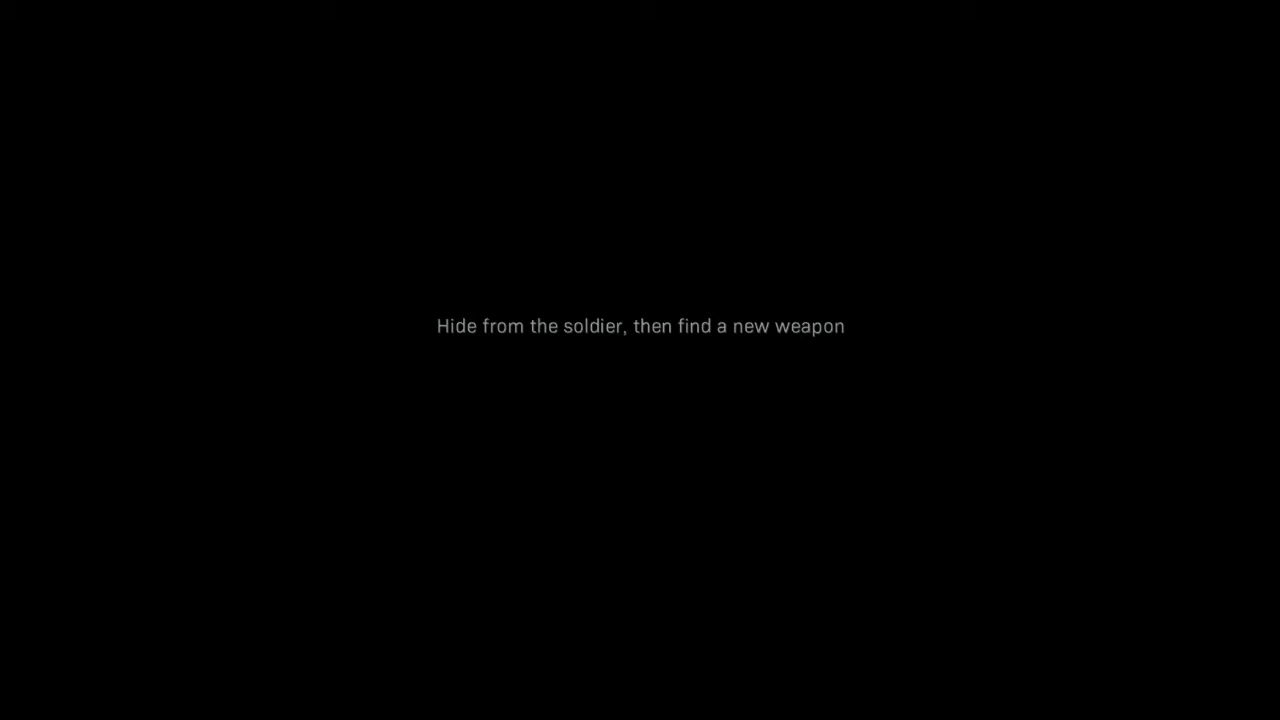 Hide from the soldier, then find a new weapon